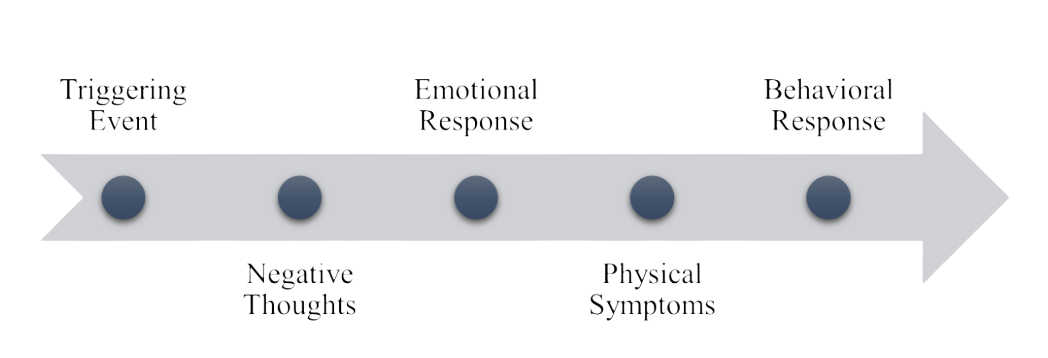 Triggering
Event
Negative
Thoughts
Emotional
Response
Physical
Symptoms
Behavioral
Response